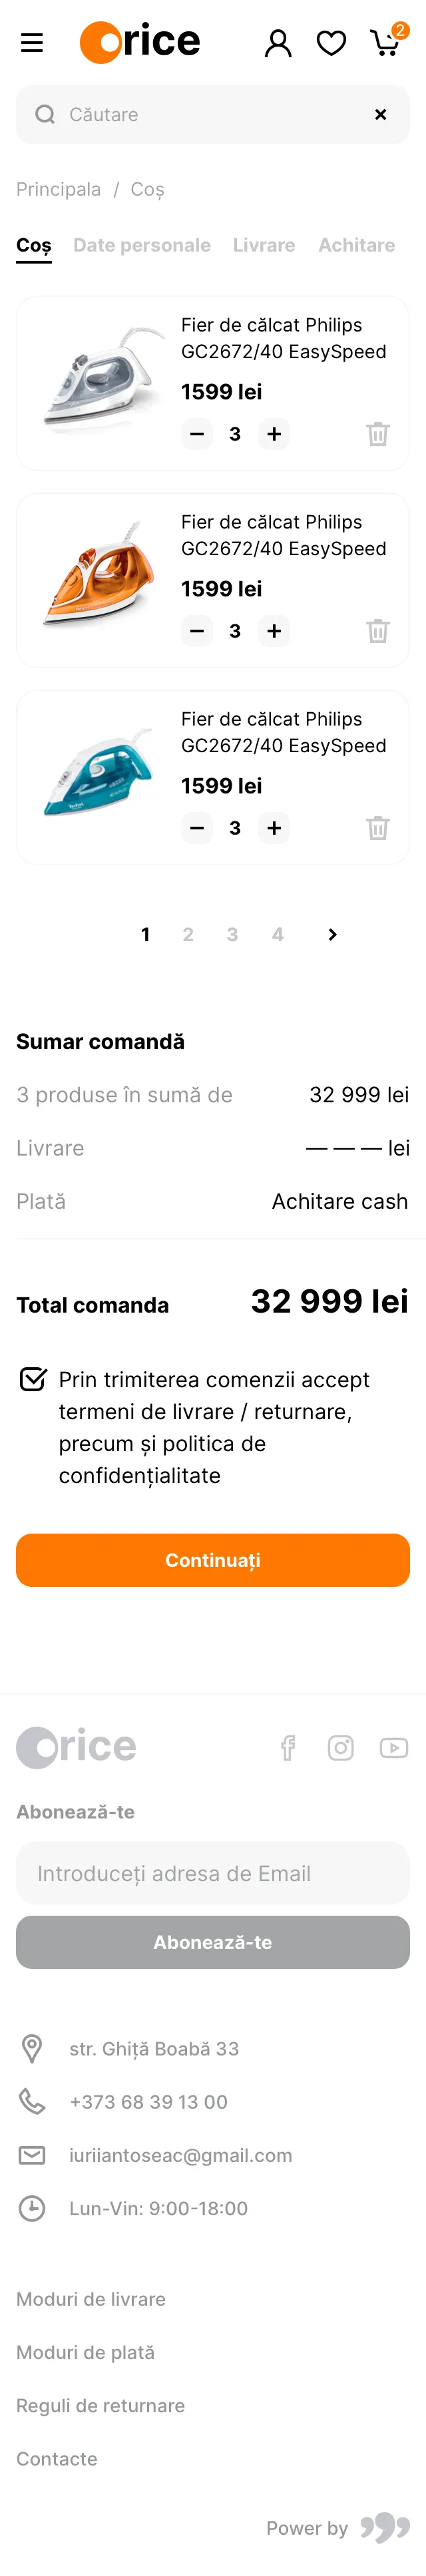 Orice
2
Căutare
Principala / Coș
Coș Date personale Livrare Achitare
Fier de călcat Philips
GC2672/40 EasySpeed
1599 lei
3
Fier de călcat Philips
GC2672/40 EasySpeed
1599 lei
3
Fier de călcat Philips
GC2672/40 EasySpeed
1599 lei
3
1 2 3 4
Sumar comandă
3 produse în sumă de 32 999 lei
Livrare — — — lei
Plată Achitare cash
Total comanda 32 999 lei
Prin trimiterea comenzii accept
termeni de livrare / returnare,
precum și politica de
confidențialitate
Continuați
Orice
Abonează-te
Introduceți adresa de Email
Abonează-te
str. Ghiță Boabă 33
+373 68 39 13 00
iuriiantoseac@gmail.com
Lun-Vin: 9:00-18:00
Moduri de livrare
Moduri de plată
Reguli de returnare
Contacte
Power by